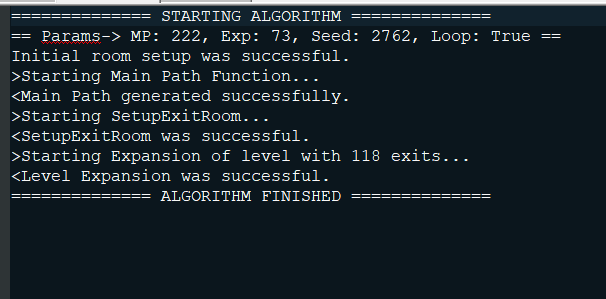 ============== STARTING ALGORITHM ==============
== Params-> MP: 222, Exp: 73, Seed: 2762, Loop: True ==
Initial room setup was successful.
>Starting Main Path Function...
<Main Path generated successfully.
>Starting SetupExitRoom...
<SetupExitRoom was successful.
>Starting Expansion of level with 118 exits...
<Level Expansion was successful.
============== ALGORITHM FINISHED ==============